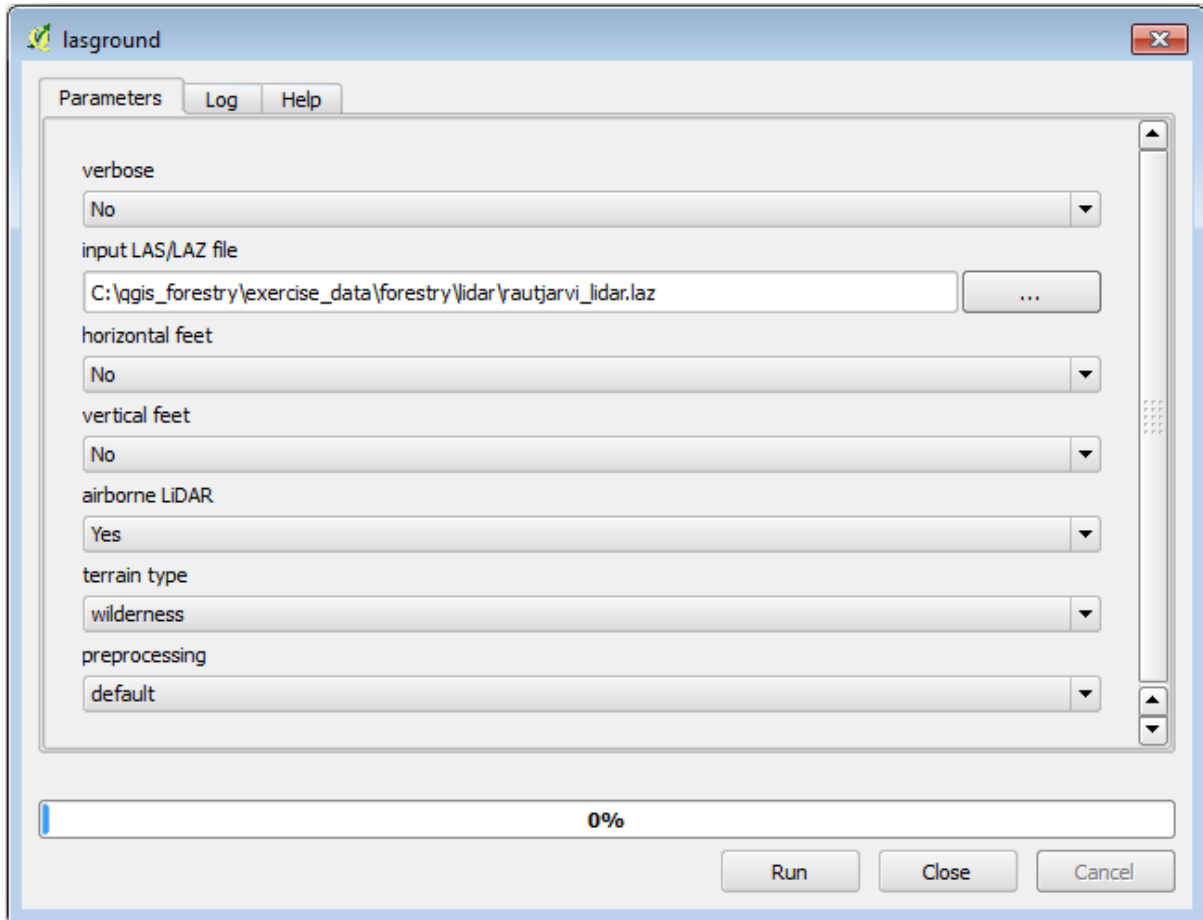 lasground
Parameters Log Help
verbose
No
input LAS/LAZ file
C:\qgis_forestry\exercise_data\forestry\lidar\rautjarvi_lidar.laz ...
horizontal feet
No
vertical feet
No
airborne LiDAR
Yes
terrain type
wilderness
preprocessing
default
0%
Run Close Cancel